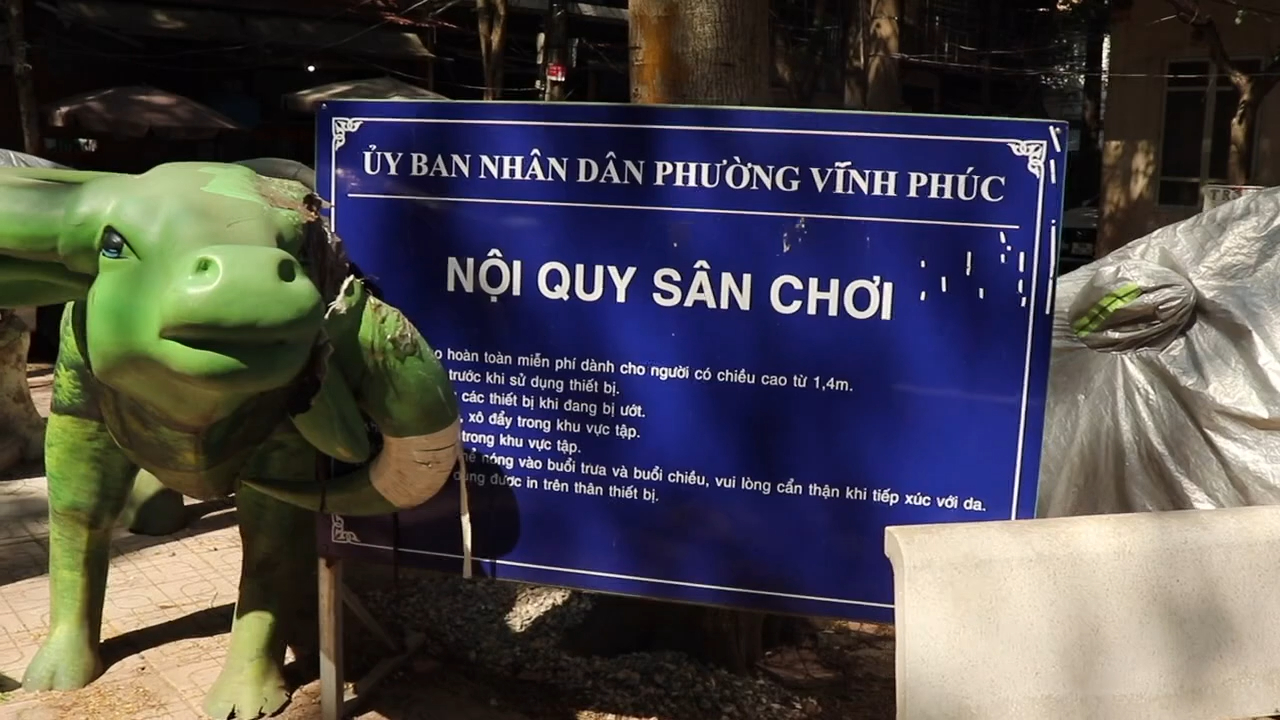 ỦY BAN NHÂN DÂN PHƯỜNG VĨNH PHÚC
NỘI QUY SÂN CHƠI
hoàn toàn miễn phí dành cho người có chiều cao từ 1,4m.
trước khi sử dụng thiết bị.
các thiết bị khi đang bị ướt.
, xô đẩy trong khu vực tập.
trong khu vực tập.
nóng vào buổi trưa và buổi chiều, vui lòng cẩn thận khi tiếp xúc với da.
cũng được in trên thân thiết bị.